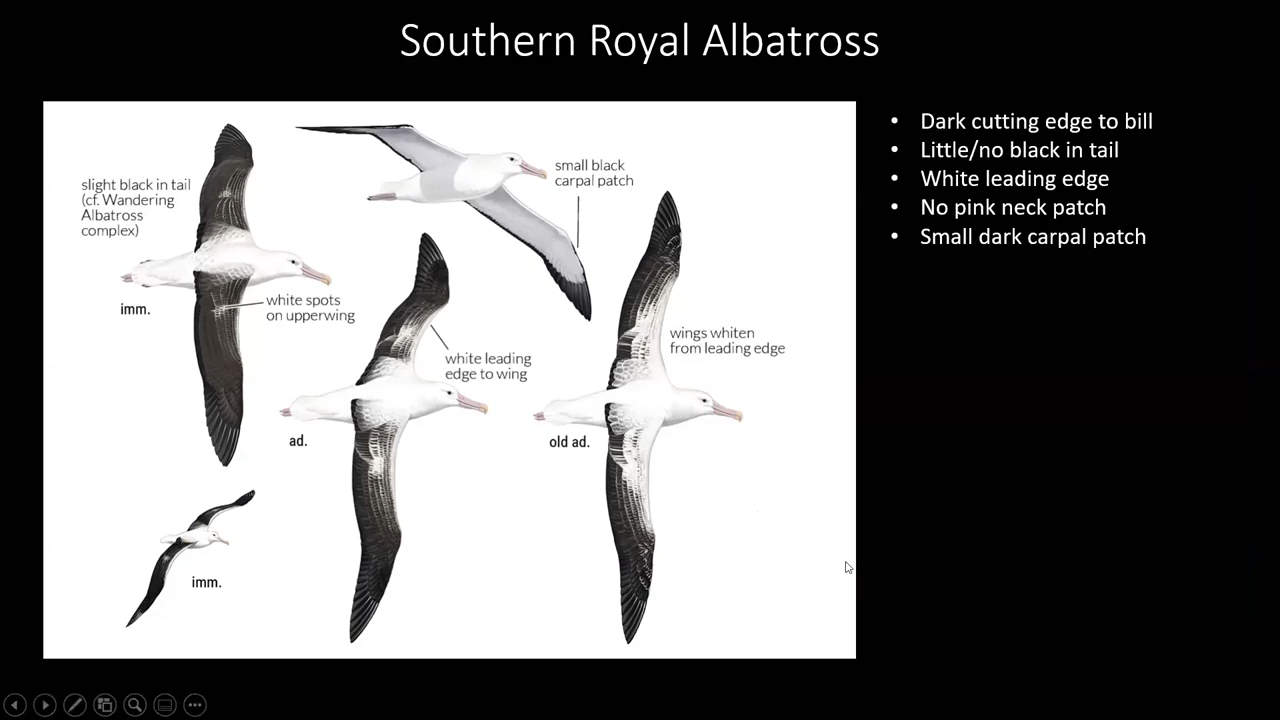 Southern Royal Albatross
slight black in tail
(cf. Wandering
Albatross
complex)
imm.
white spots
on upperwing
small black
carpal patch
white leading
edge to wing
ad.
wings whiten
from leading edge
old ad.
imm.
• Dark cutting edge to bill
• Little/no black in tail
• White leading edge
• No pink neck patch
• Small dark carpal patch